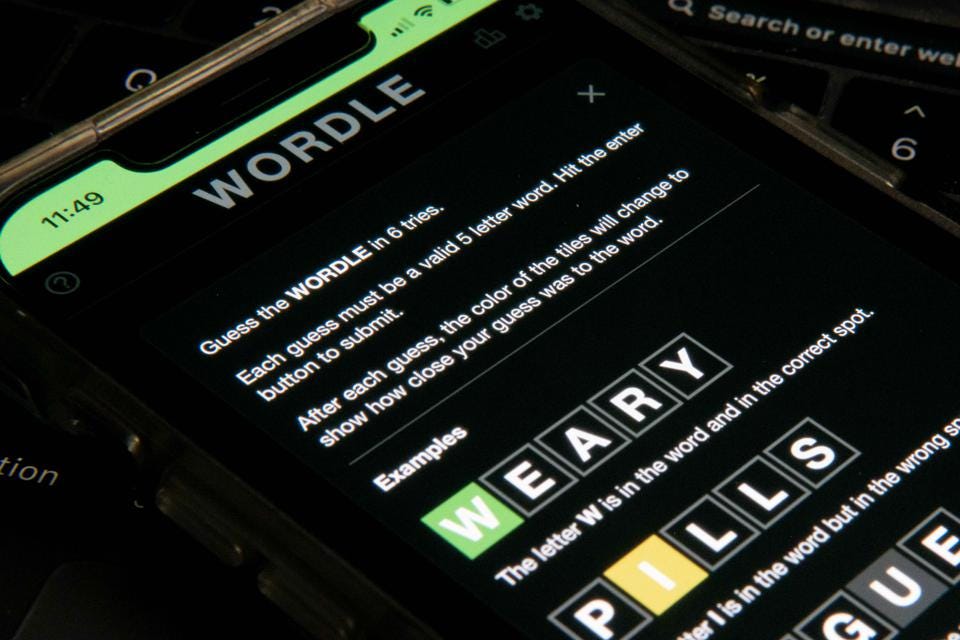 Search or enter
Q
6
tion
11:49
WORDLE
Guess the WORDLE in 6 tries.
Each guess must be a valid 5 letter word. Hit the enter
button to submit.
After each guess, the color of the tiles will change to
show how close your guess was to the word.
Examples
WEARY
The letter W is in the word and in the correct spot.
PILLS
I is in the word but in the wrong
GUE